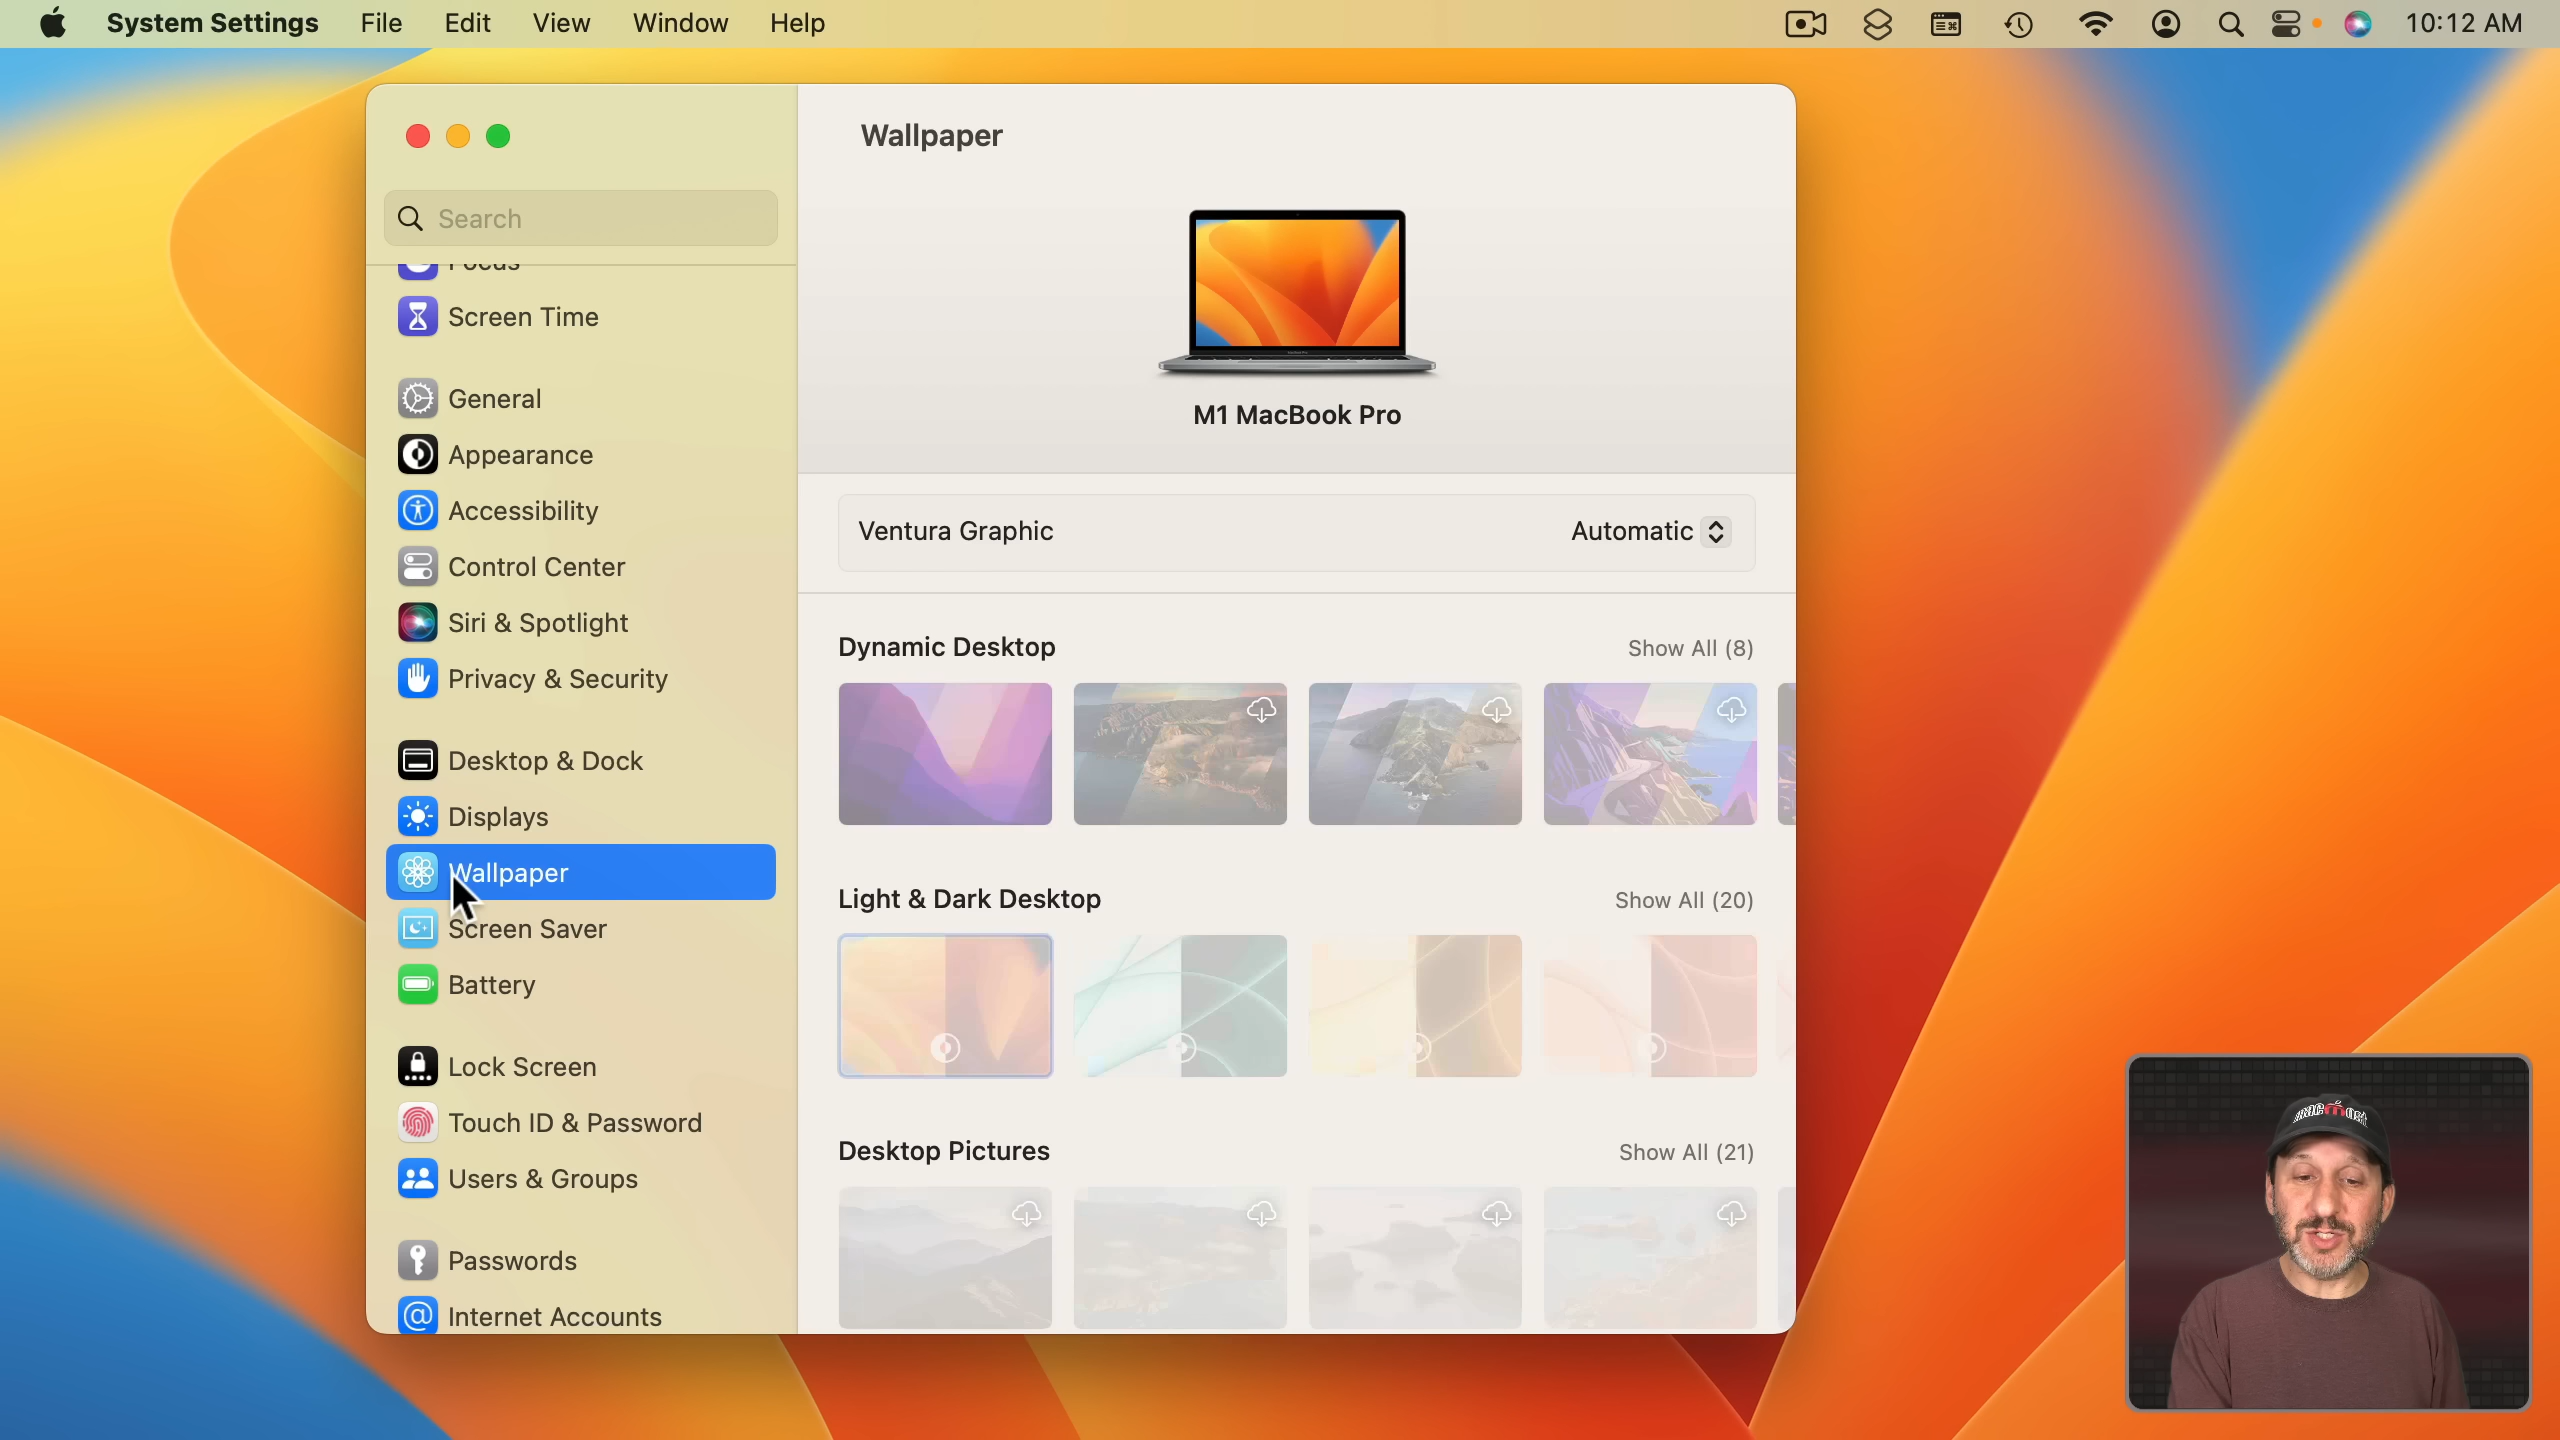 System Settings File Edit View Window Help 10:12 AM
Wallpaper
Search
Focus
Screen Time
General
Appearance
Accessibility
Control Center
Siri & Spotlight
Privacy & Security
Desktop & Dock
Displays
Wallpaper
Screen Saver
Battery
Lock Screen
Touch ID & Password
Users & Groups
Passwords
Internet Accounts
M1 MacBook Pro
Ventura Graphic Automatic
Dynamic Desktop Show All (8)
Light & Dark Desktop Show All (20)
Desktop Pictures Show All (21)
macmost